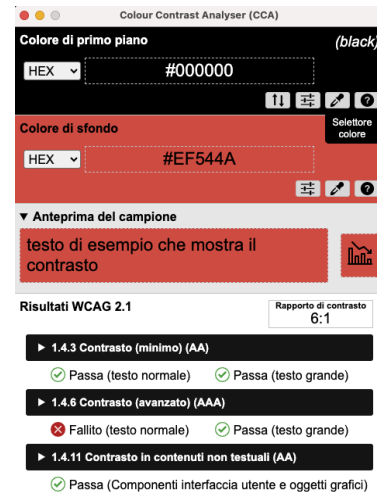 Colour Contrast Analyser (CCA)
Colore di primo piano (black)
HEX #000000
Selettore colore
Colore di sfondo
HEX #EF544A
▼ Anteprima del campione
testo di esempio che mostra il
contrasto
Risultati WCAG 2.1
Rapporto di contrasto
6:1
▶ 1.4.3 Contrasto (minimo) (AA)
Passa (testo normale) Passa (testo grande)
▶ 1.4.6 Contrasto (avanzato) (AAA)
Fallito (testo normale) Passa (testo grande)
▶ 1.4.11 Contrasto in contenuti non testuali (AA)
Passa (Componenti interfaccia utente e oggetti grafici)